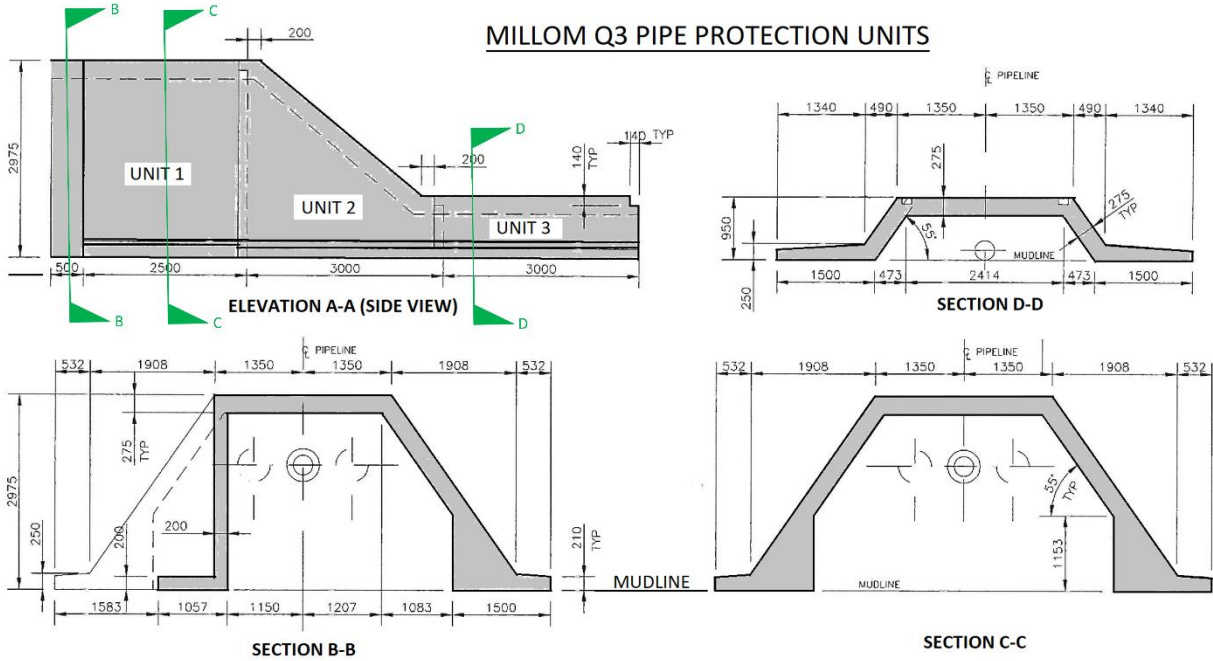 MILLOM Q3 PIPE PROTECTION UNITS
B
C
200
2975
UNIT 1
UNIT 2
UNIT 3
200
D
140
TYP
140 TYP
500
2500
3000
3000
B
C
D
ELEVATION A-A (SIDE VIEW)
℄ PIPELINE
1340
490
1350
1350
490
1340
275
950
250
55°
275
TYP
MUDLINE
1500
473
2414
473
1500
SECTION D-D
℄ PIPELINE
532
1908
1350
1350
1908
532
275
TYP
2975
250
200
200
210
TYP
1583
1057
1150
1207
1083
1500
SECTION B-B
MUDLINE
℄ PIPELINE
532
1908
1350
1350
1908
532
55°
TYP
1153
MUDLINE
SECTION C-C